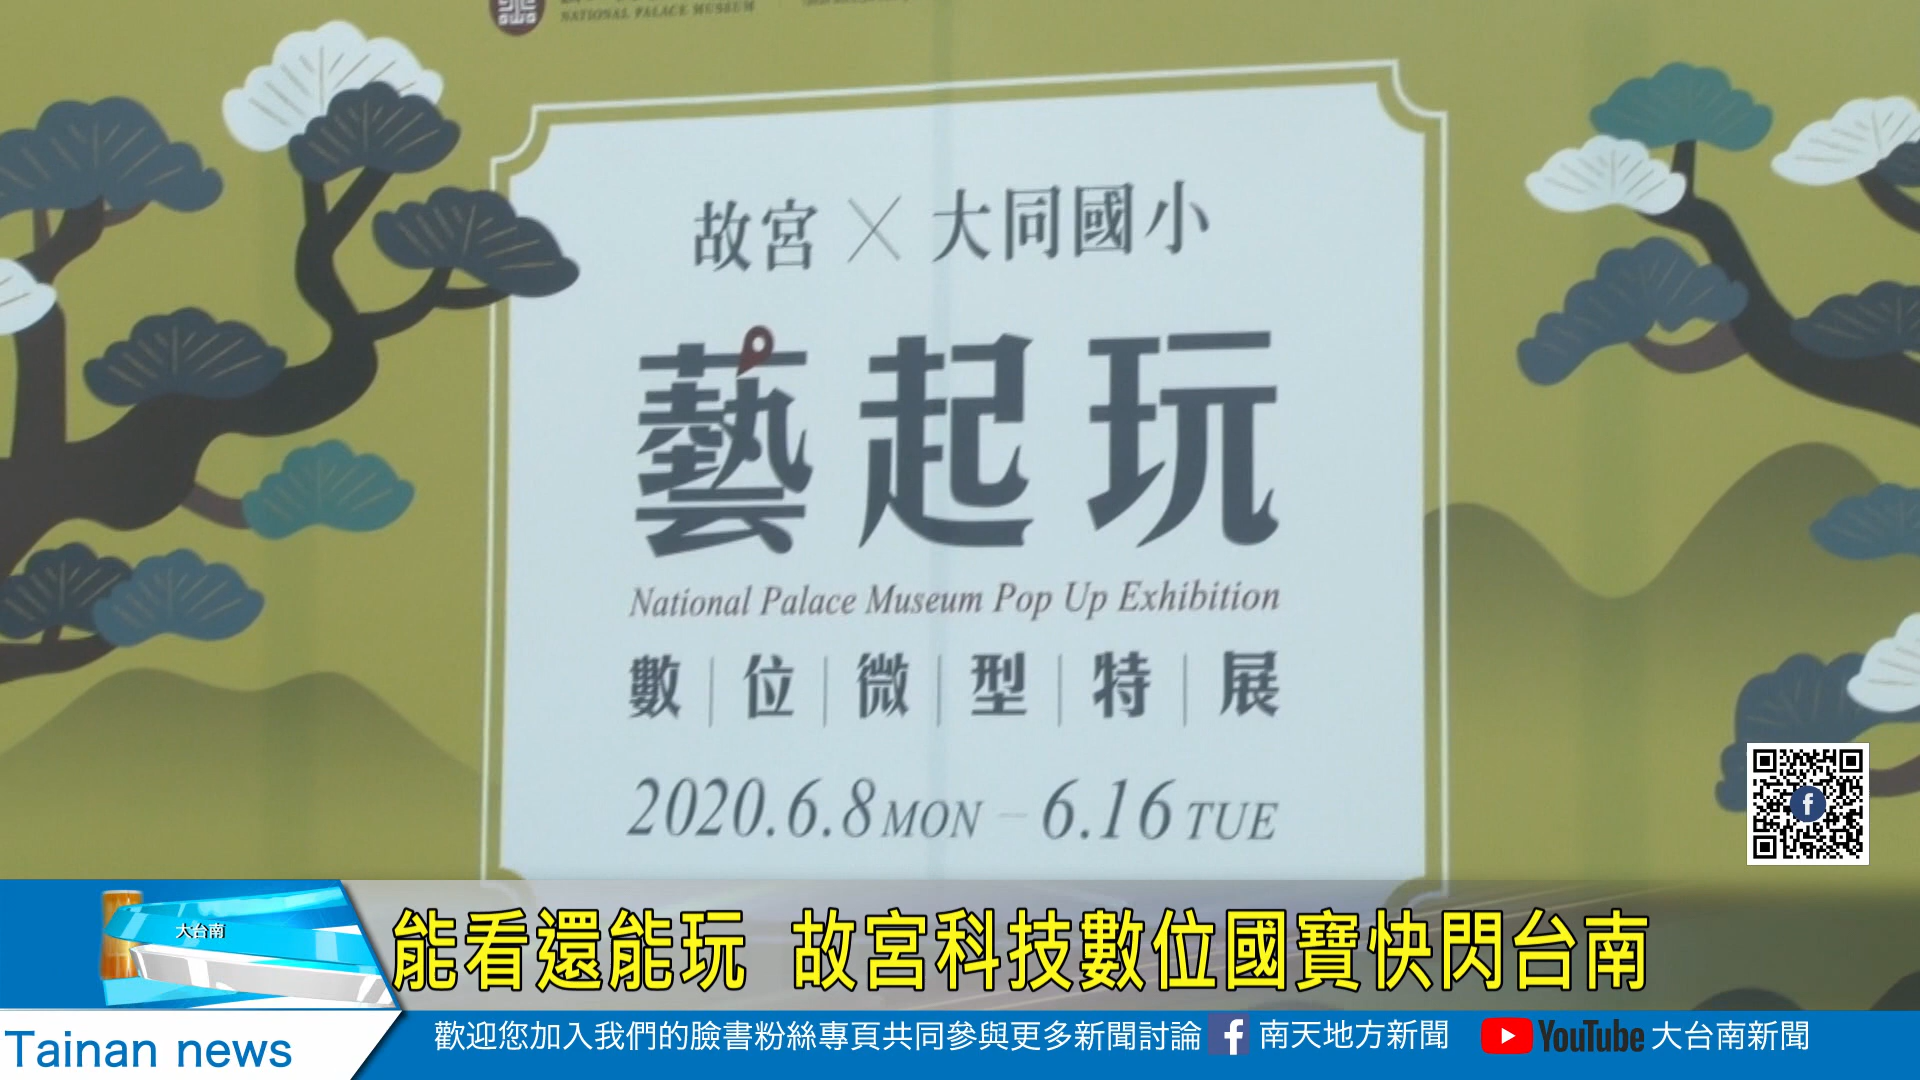 NATIONAL PALACE MUSEUM
故宮╳大同國小
藝起玩
National Palace Museum Pop Up Exhibition
數|位|微|型|特|展
2020.6.8 MON – 6.16 TUE
大台南
能看還能玩 故宮科技數位國寶快閃台南
Tainan news
歡迎您加入我們的臉書粉絲專頁共同參與更多新聞討論 f 南天地方新聞 YouTube 大台南新聞